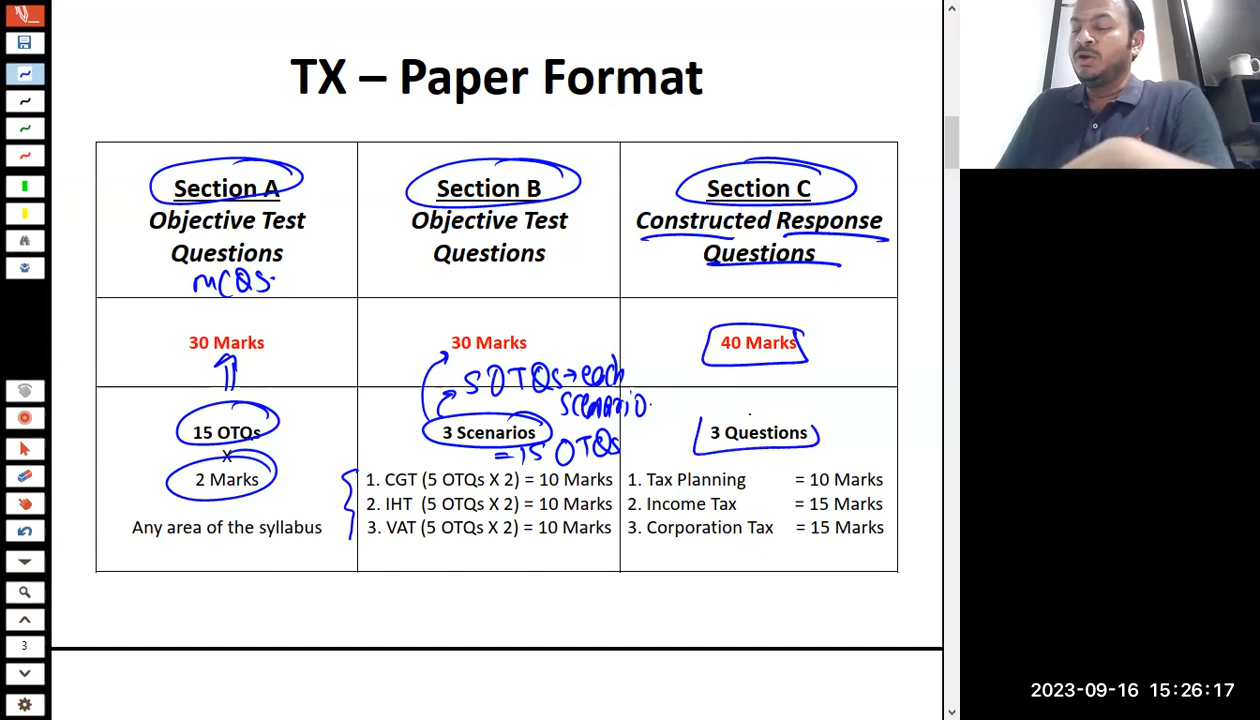 TX – Paper Format
Section A
Objective Test
Questions
MCQS.
30 Marks
15 OTQs
X
2 Marks
Any area of the syllabus
Section B
Objective Test
Questions
30 Marks
5 OTQs → each
scenario.
3 Scenarios
= 15 OTQs
1. CGT (5 OTQs X 2) = 10 Marks
2. IHT (5 OTQs X 2) = 10 Marks
3. VAT (5 OTQs X 2) = 10 Marks
Section C
Constructed Response
Questions
40 Marks
3 Questions
1. Tax Planning = 10 Marks
2. Income Tax = 15 Marks
3. Corporation Tax = 15 Marks
3
2023-09-16 15:26:17